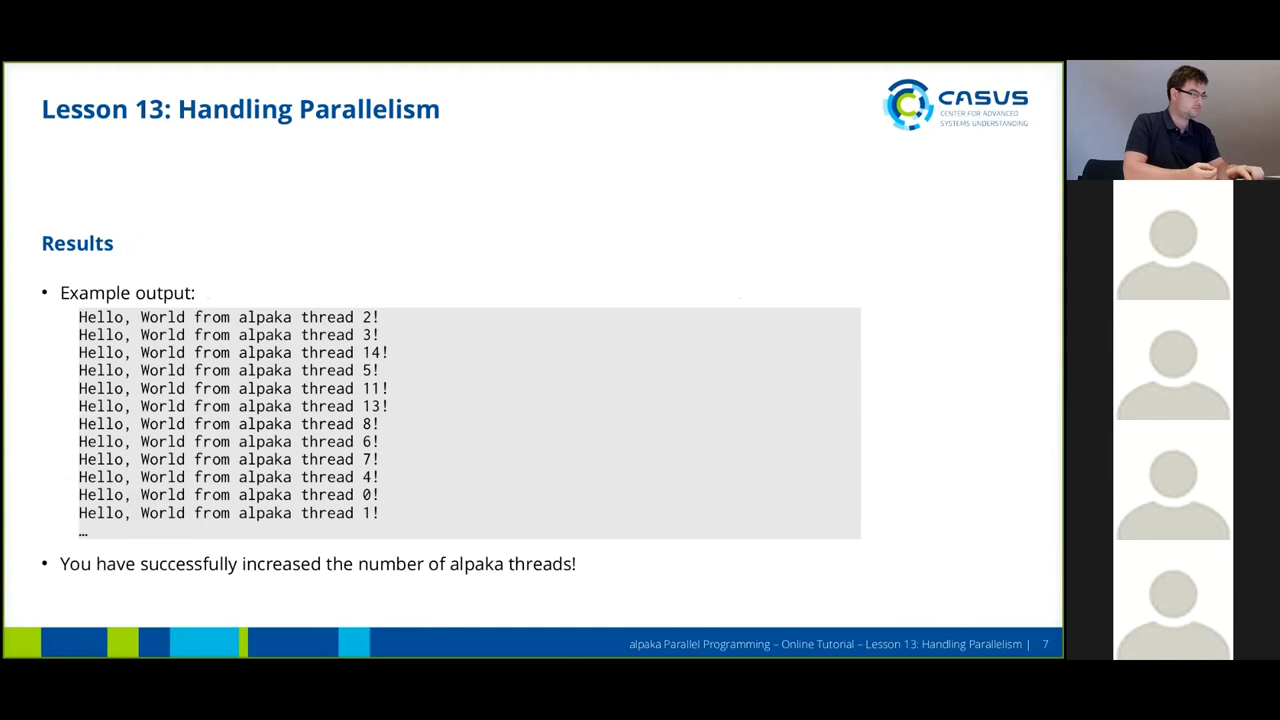 Lesson 13: Handling Parallelism
CASUS
CENTER FOR ADVANCED
SYSTEMS UNDERSTANDING
Results
• Example output:
Hello, World from alpaka thread 2!
Hello, World from alpaka thread 3!
Hello, World from alpaka thread 14!
Hello, World from alpaka thread 5!
Hello, World from alpaka thread 11!
Hello, World from alpaka thread 13!
Hello, World from alpaka thread 8!
Hello, World from alpaka thread 6!
Hello, World from alpaka thread 7!
Hello, World from alpaka thread 4!
Hello, World from alpaka thread 0!
Hello, World from alpaka thread 1!
…
• You have successfully increased the number of alpaka threads!
alpaka Parallel Programming – Online Tutorial – Lesson 13: Handling Parallelism | 7